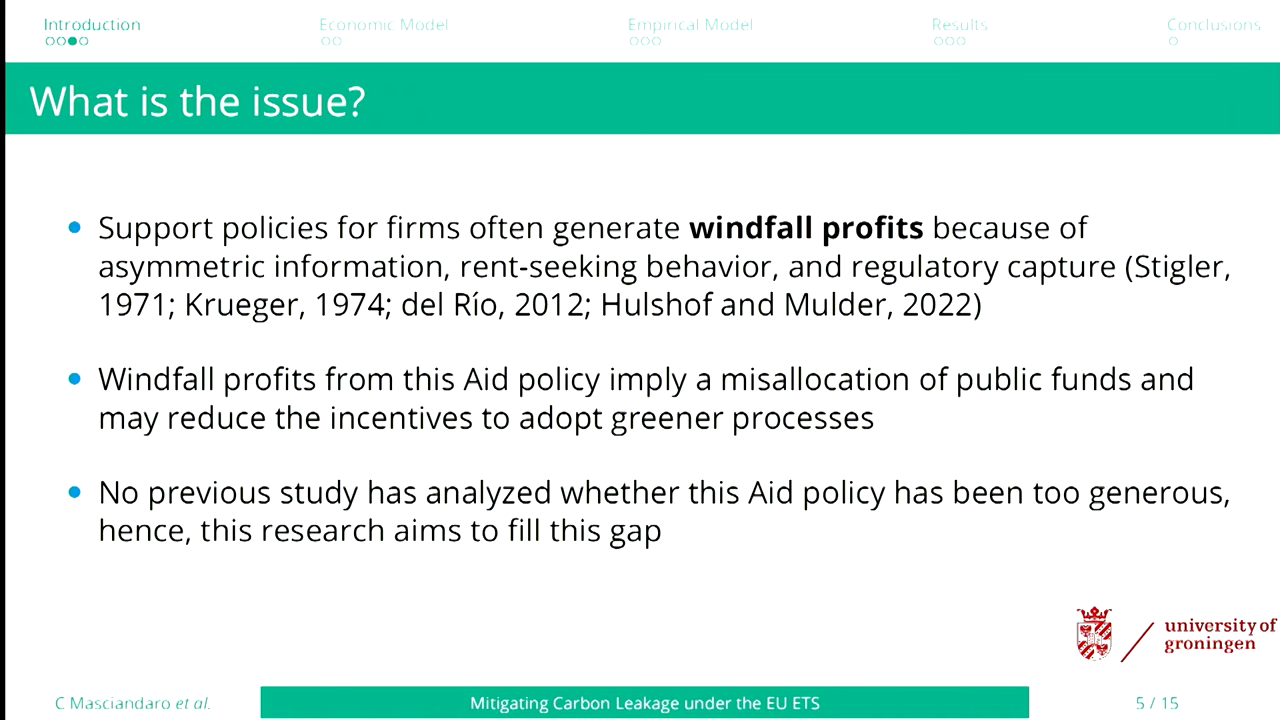 Introduction
Economic Model
Empirical Model
Results
Conclusions
What is the issue?
• Support policies for firms often generate windfall profits because of
asymmetric information, rent-seeking behavior, and regulatory capture (Stigler,
1971; Krueger, 1974; del Río, 2012; Hulshof and Mulder, 2022)
• Windfall profits from this Aid policy imply a misallocation of public funds and
may reduce the incentives to adopt greener processes
• No previous study has analyzed whether this Aid policy has been too generous,
hence, this research aims to fill this gap
university of
groningen
C Masciandaro et al.
Mitigating Carbon Leakage under the EU ETS
5 / 15